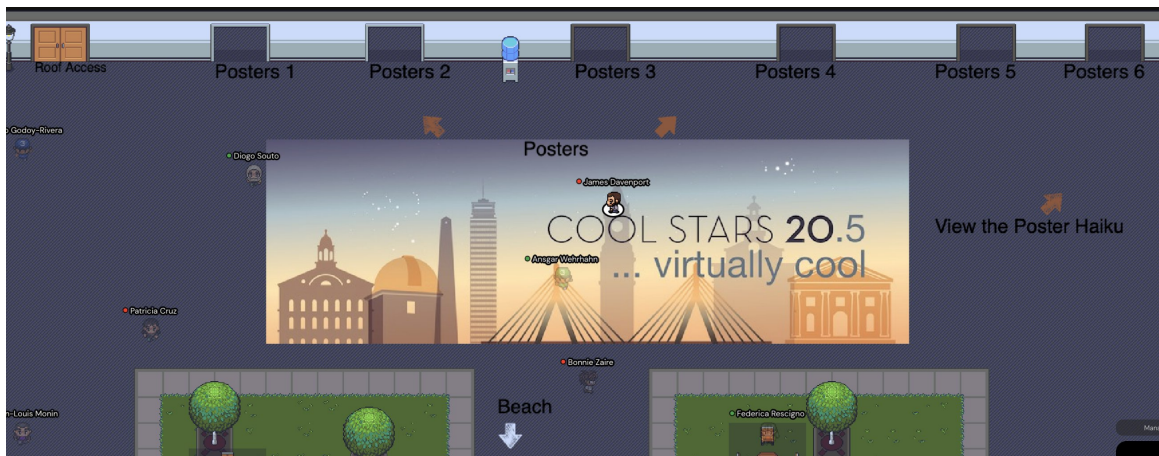 Roof Access
Posters 1
Posters 2
Posters 3
Posters 4
Posters 5
Posters 6
Godoy-Rivera
Posters
Diogo Souto
James Davenport
COOL STARS 20.5
View the Poster Haiku
Ansgar Wehrhahn
... virtually cool
Patricia Cruz
Bonnie Zaire
Beach
-Louis Monin
Federica Rescigno